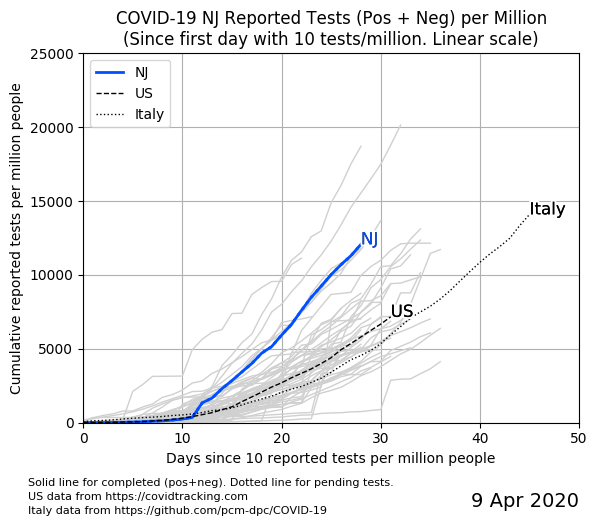 COVID-19 NJ Reported Tests (Pos + Neg) per Million
(Since first day with 10 tests/million. Linear scale)
25000
20000
15000
10000
5000
0
Cumulative reported tests per million people
NJ
US
Italy
NJ
US
Italy
0 10 20 30 40 50
Days since 10 reported tests per million people
Solid line for completed (pos+neg). Dotted line for pending tests.
US data from https://covidtracking.com
Italy data from https://github.com/pcm-dpc/COVID-19
9 Apr 2020